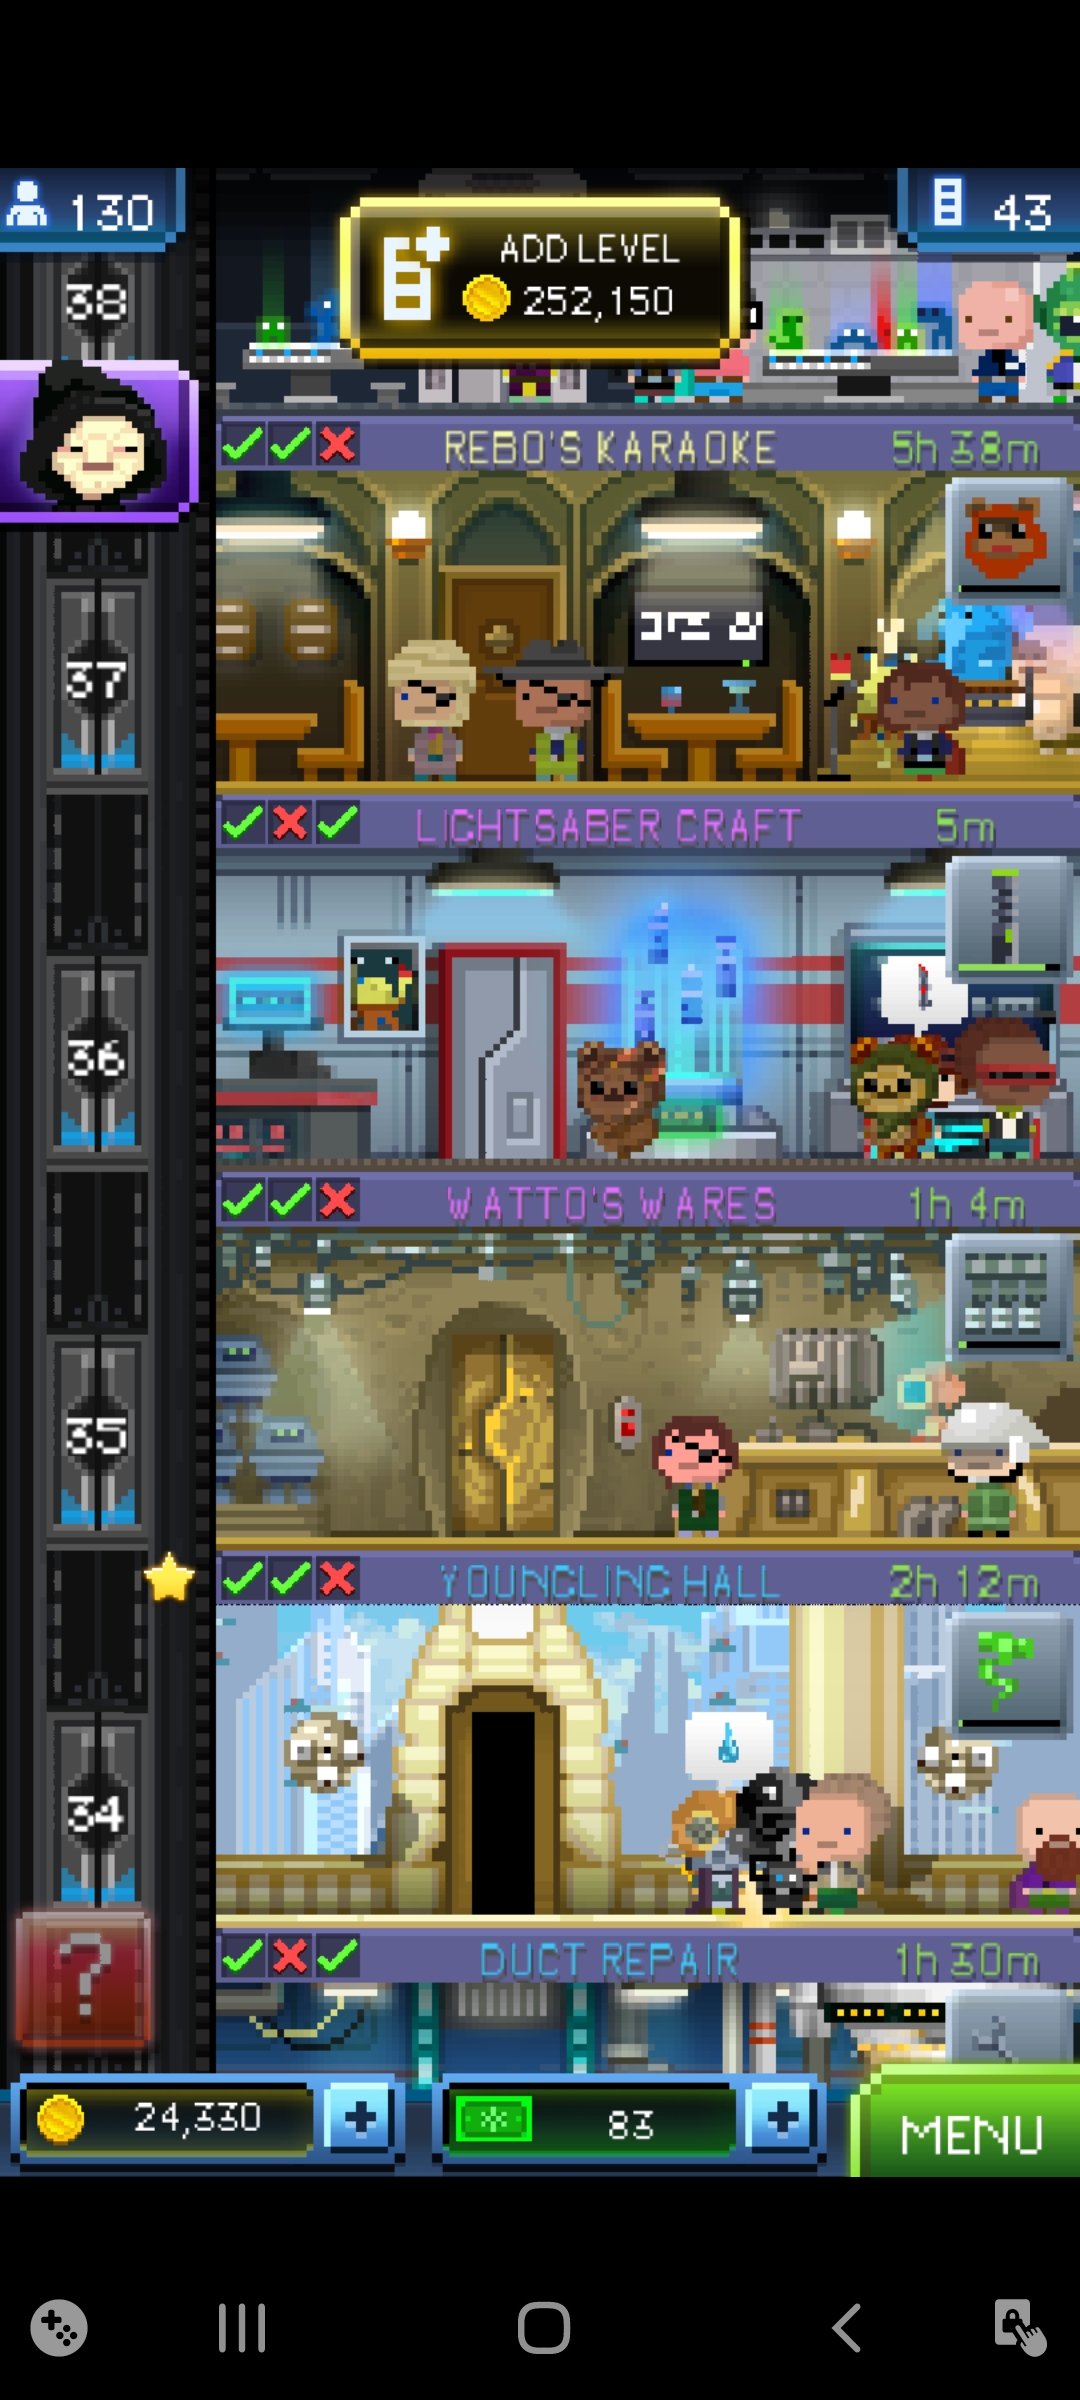 130
ADD LEVEL
252,150
43
38
REBO'S KARAOKE 5h 38m
37
LIGHTSABER CRAFT 5m
36
WATTO'S WARES 1h 4m
35
YOUNGLING HALL 2h 12m
34
?
DUCT REPAIR 1h 30m
24,330 +
83 +
MENU